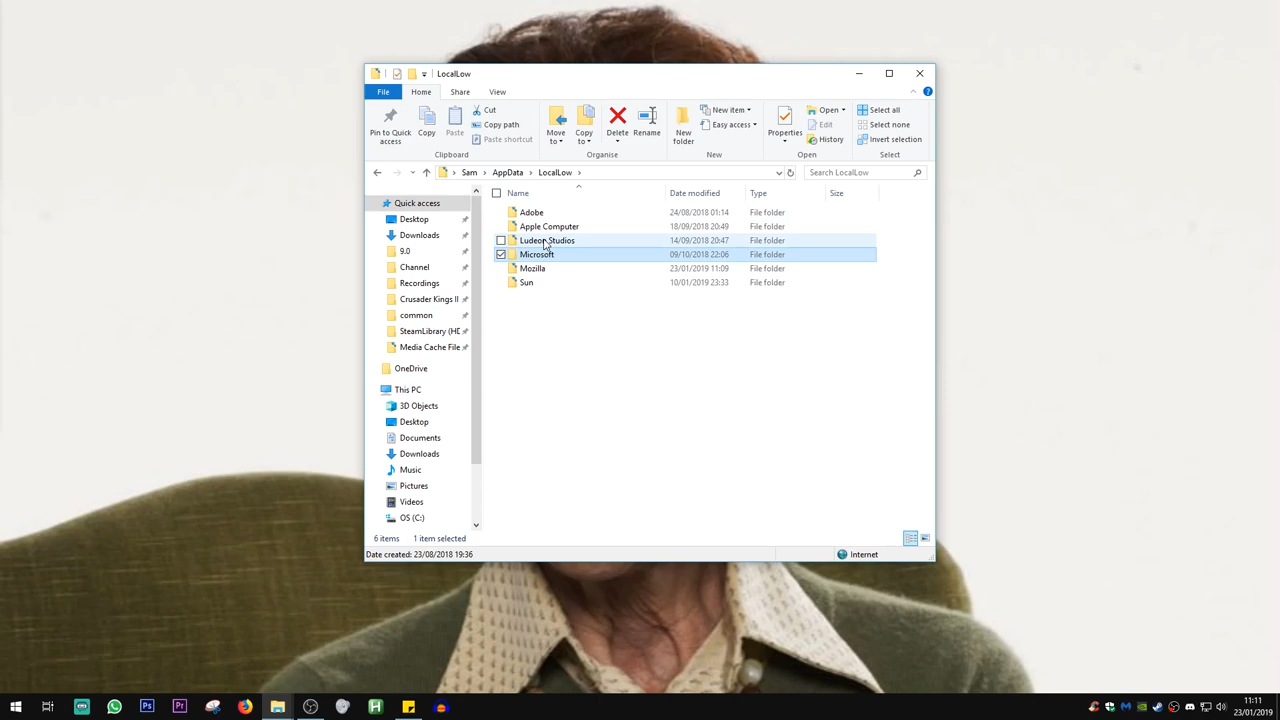 LocalLow
File Home Share View
Pin to Quick access
Copy
Paste
Cut
Copy path
Paste shortcut
Clipboard
Move to
Copy to
Delete
Rename
Organise
New folder
New item
Easy access
New
Properties
Open
Edit
History
Open
Select all
Select none
Invert selection
Select
Sam AppData LocalLow
Search LocalLow
Quick access
Desktop
Downloads
9.0
Channel
Recordings
Crusader Kings II
common
SteamLibrary (HE
Media Cache File
OneDrive
This PC
3D Objects
Desktop
Documents
Downloads
Music
Pictures
Videos
OS (C:)
Name Date modified Type Size
Adobe 24/08/2018 01:14 File folder
Apple Computer 18/09/2018 20:49 File folder
Ludeon Studios 14/09/2018 20:47 File folder
Microsoft 09/10/2018 22:06 File folder
Mozilla 23/01/2019 11:09 File folder
Sun 10/01/2019 23:33 File folder
6 items 1 item selected
Date created: 23/08/2018 19:36 Internet
Ps Pr H
11:11
23/01/2019